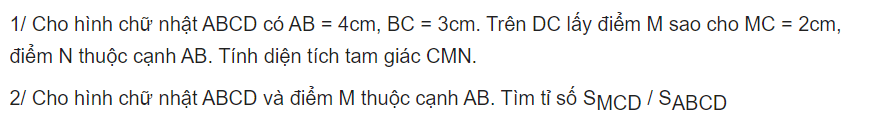 1/ Cho hình chữ nhật ABCD có AB = 4cm, BC = 3cm. Trên DC lấy điểm M sao cho MC = 2cm,
điểm N thuộc cạnh AB. Tính diện tích tam giác CMN.
2/ Cho hình chữ nhật ABCD và điểm M thuộc cạnh AB. Tìm tỉ số SMCD / SABCD